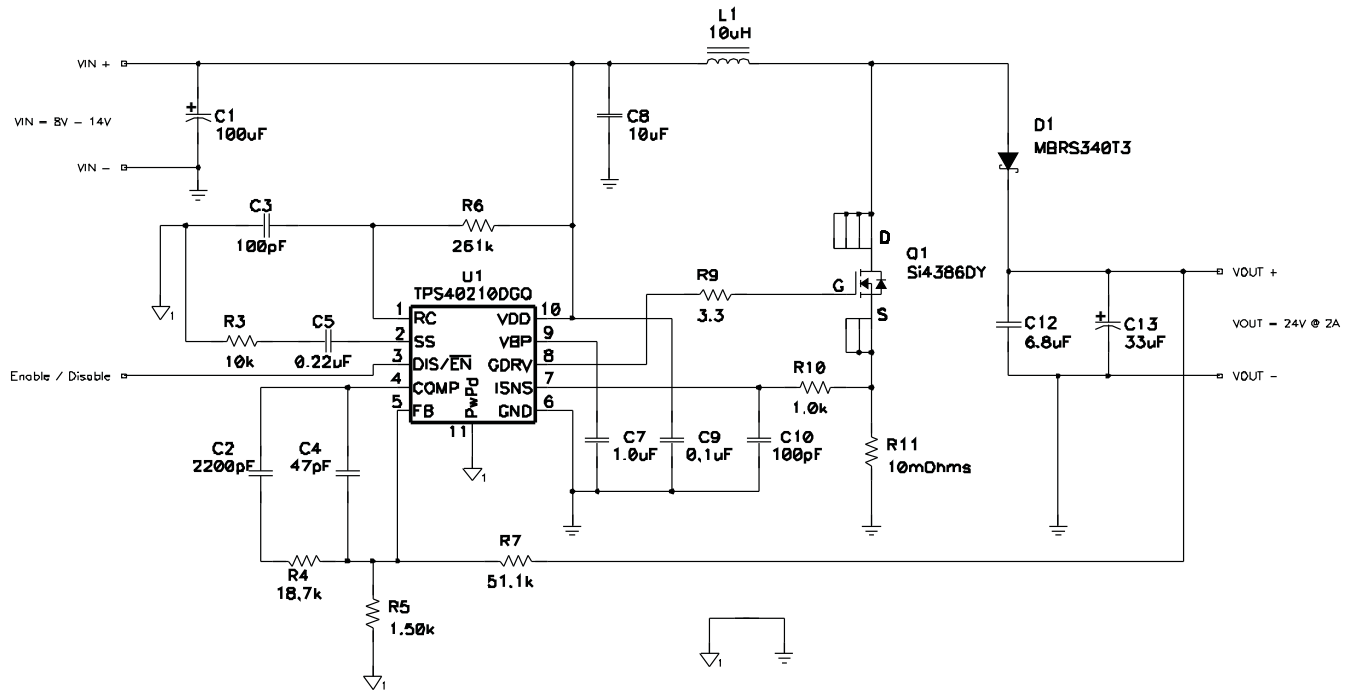 L1
10uH
VIN +
C1
100uF
VIN = 8V - 14V
VIN -
C8
10uF
D1
MBRS340T3
C3
100pF
R6
261k
D
Q1
Si4386DY
G
S
R9
3.3
U1
TPS40210DGQ
1
RC
VDD
10
2
SS
VBP
9
3
DIS/EN
GDRV
8
4
COMP
ISNS
7
5
FB
GND
6
PwPd
11
1
R3
10k
C5
0.22uF
Enable / Disable
VOUT +
C12
6.8uF
C13
33uF
VOUT = 24V @ 2A
VOUT -
R10
1.0k
C2
2200pF
C4
47pF
1
C7
1.0uF
C9
0.1uF
C10
100pF
R11
10mOhms
R4
18.7k
R7
51.1k
R5
1.50k
1
1